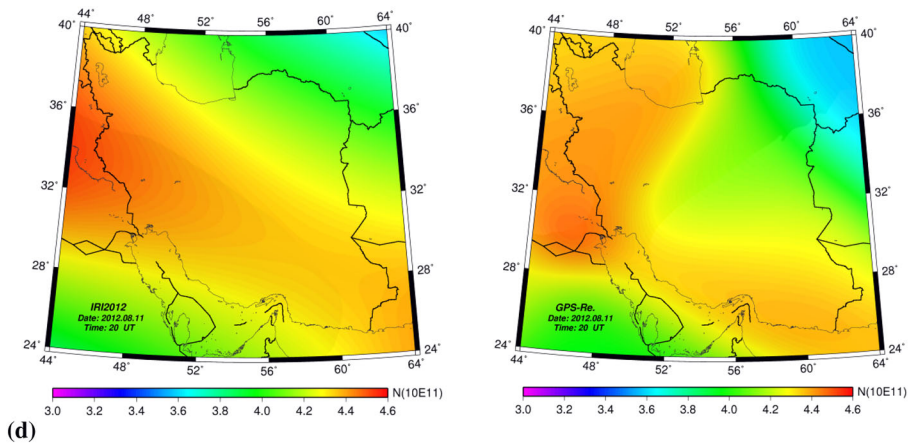 44° 48° 52° 56° 60° 64°
40° 40°
36° 36°
32° 32°
28° 28°
24° 24°
44° 48° 52° 56° 60° 64°
IRI2012
Date: 2012.08.11
Time: 20 UT
3.0 3.2 3.4 3.6 3.8 4.0 4.2 4.4 4.6
N(10E11)
44° 48° 52° 56° 60° 64°
40° 40°
36° 36°
32° 32°
28° 28°
24° 24°
44° 48° 52° 56° 60° 64°
GPS-Re.
Date: 2012.08.11
Time: 20 UT
3.0 3.2 3.4 3.6 3.8 4.0 4.2 4.4 4.6
N(10E11)
(d)